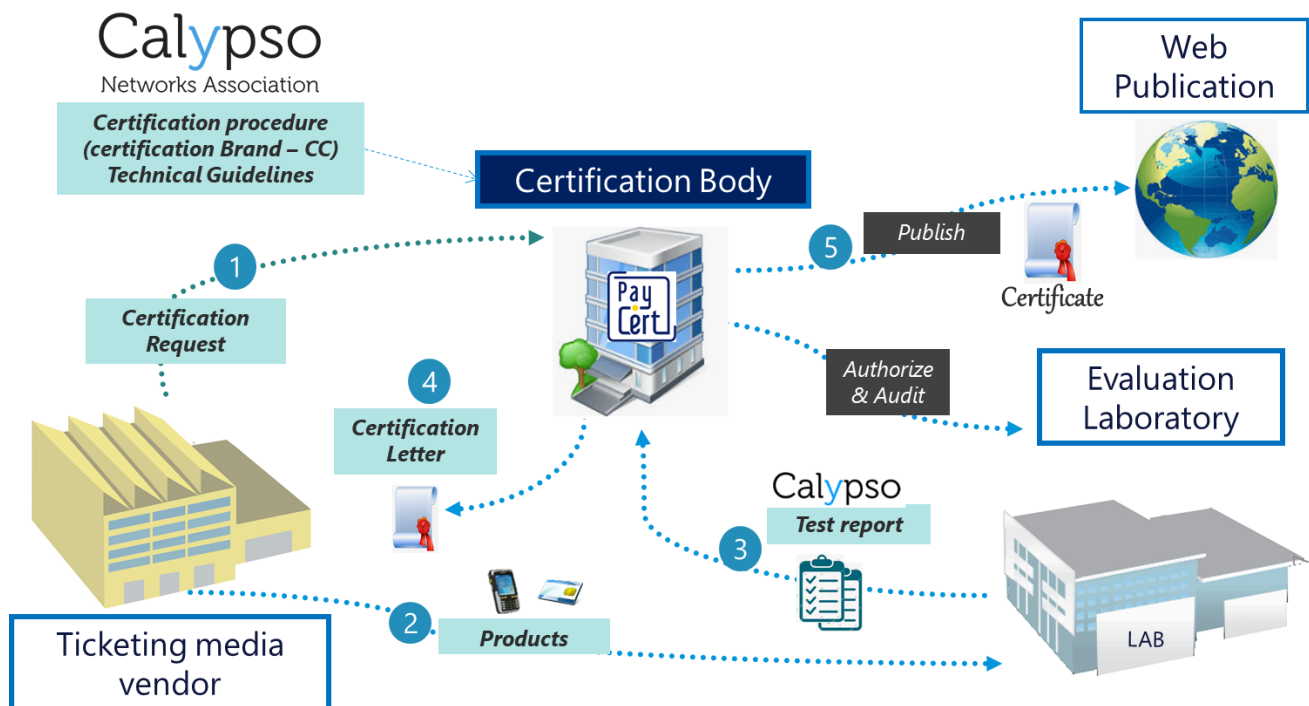 Calypso
Networks Association
Certification procedure
(certification Brand – CC)
Technical Guidelines
Web
Publication
Certification Body
1
Certification
Request
5
Publish
Certificate
Pay
Cert
4
Certification
Letter
Authorize
& Audit
Evaluation
Laboratory
Calypso
Test report
3
2
Products
LAB
Ticketing media
vendor